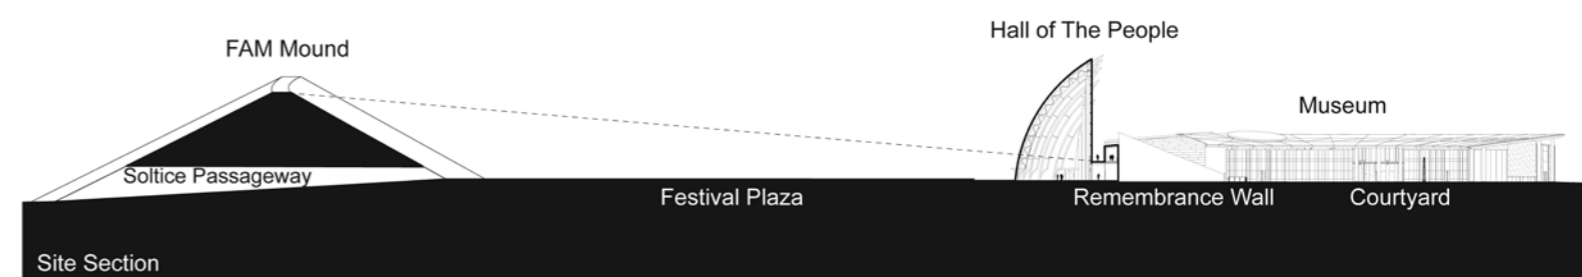 Hall of The People
FAM Mound
Museum
Soltice Passageway
Festival Plaza
Remembrance Wall
Courtyard
Site Section